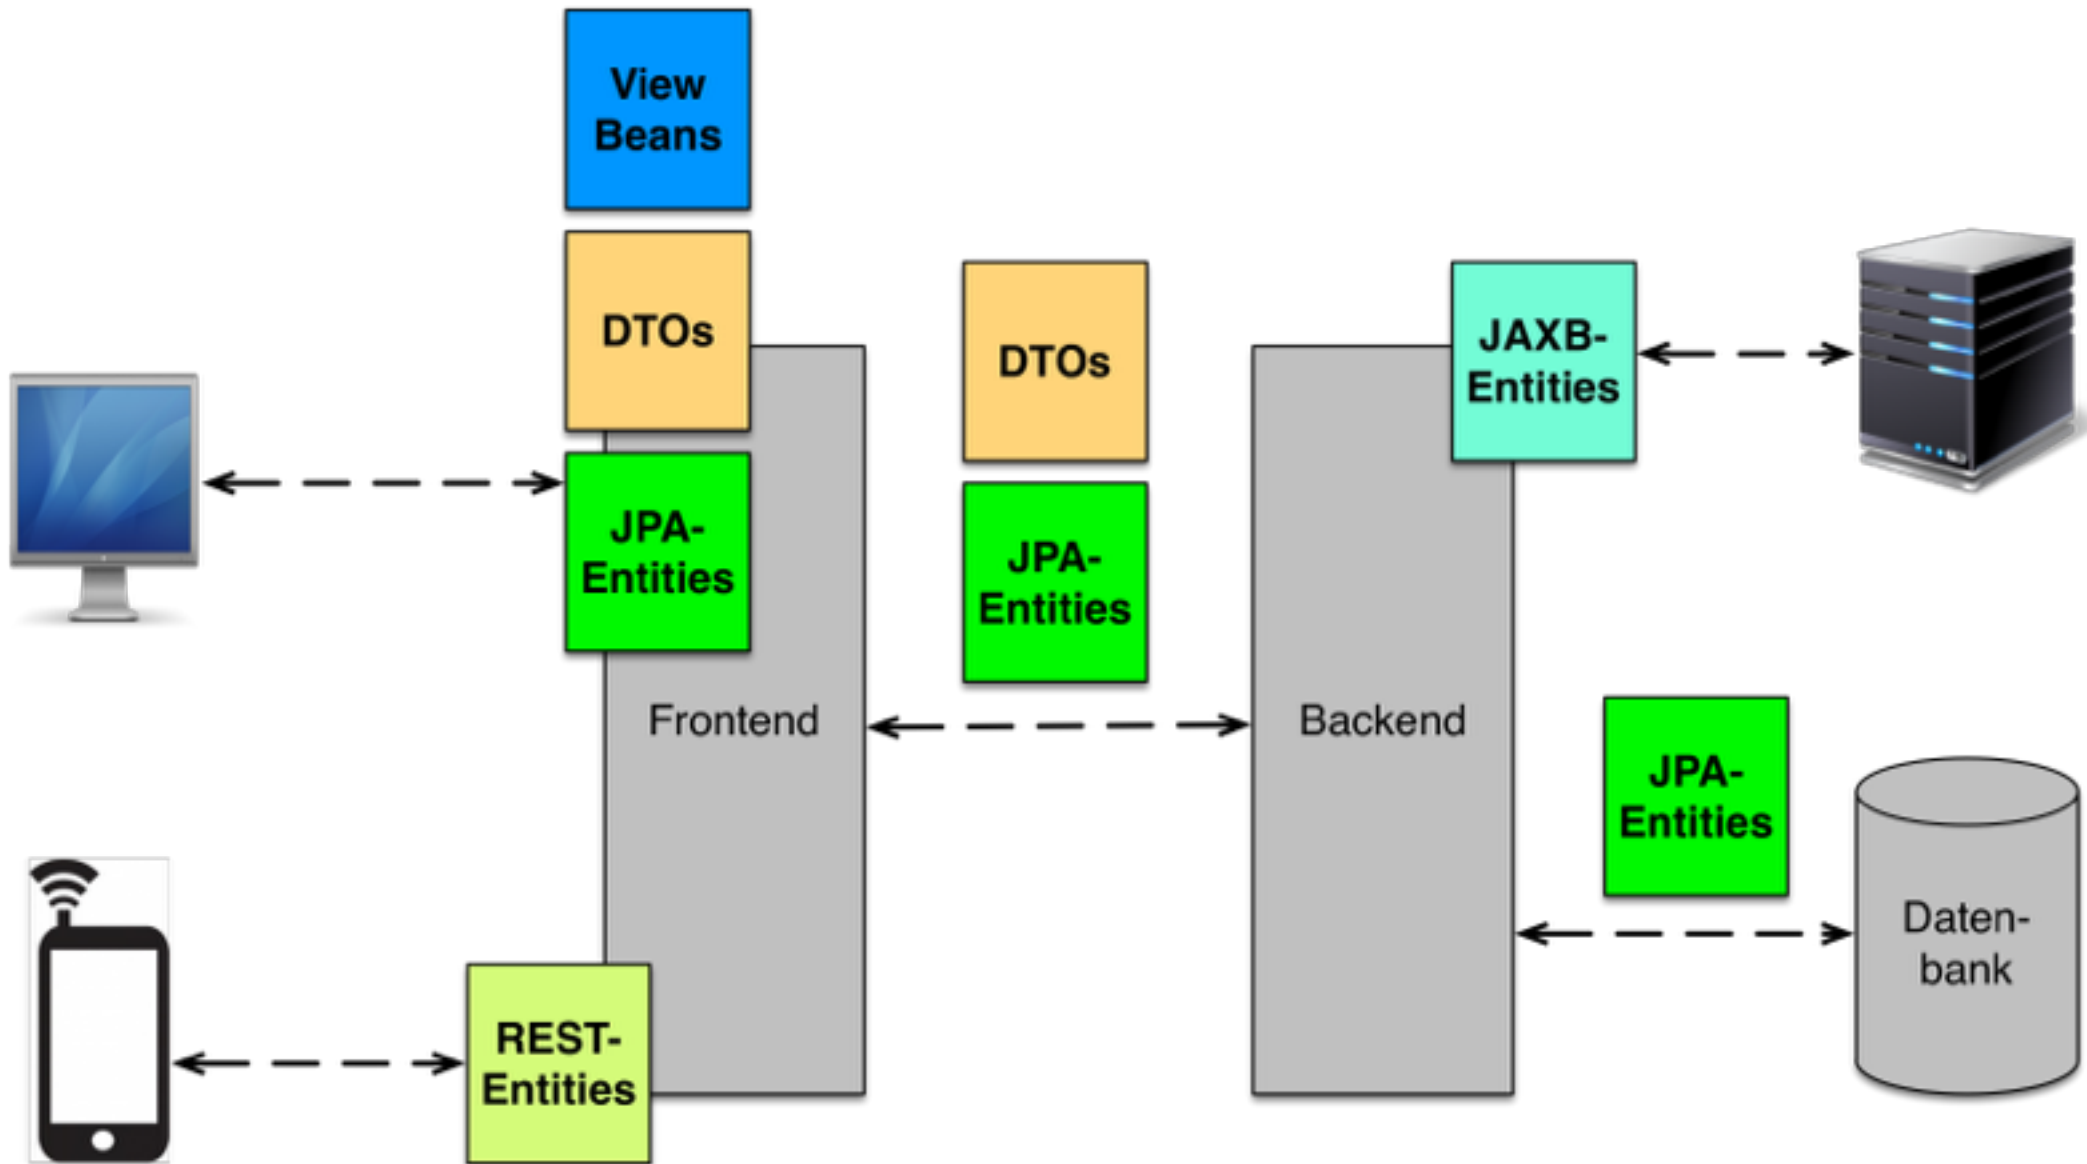 View
Beans
DTOs
JPA-
Entities
Frontend
REST-
Entities
DTOs
JPA-
Entities
Backend
JAXB-
Entities
JPA-
Entities
Daten-
bank